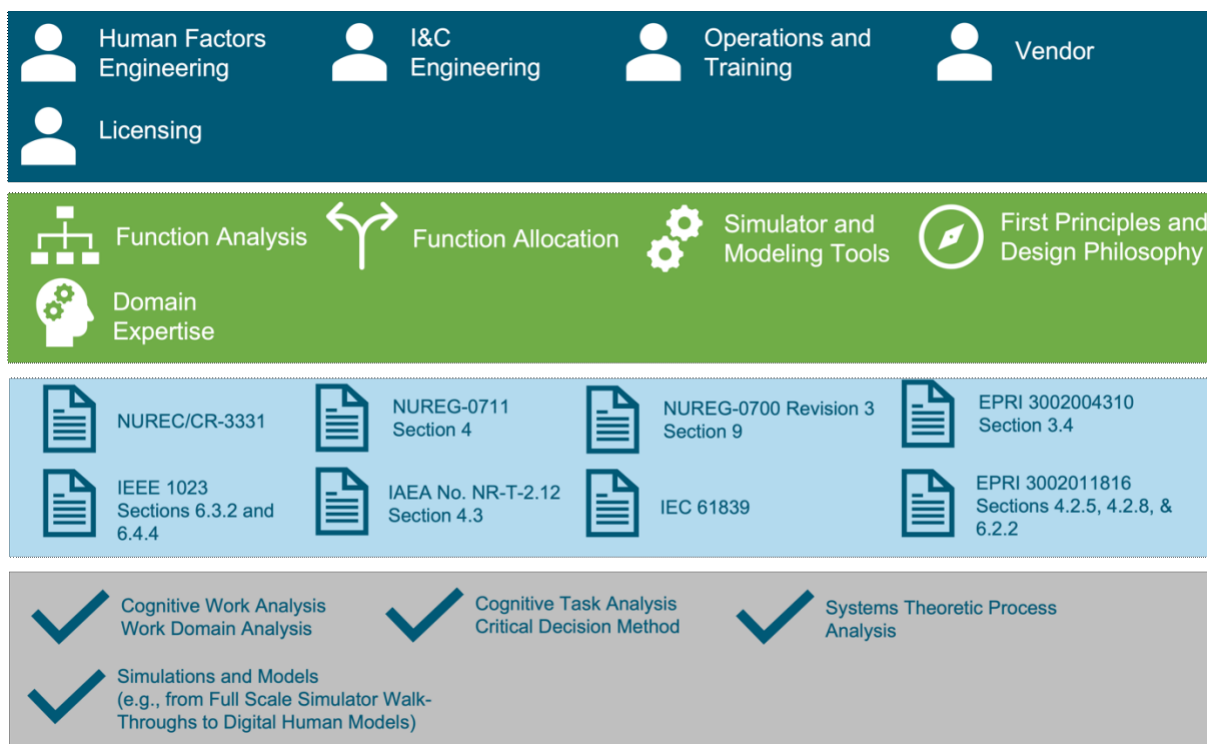 Human Factors
Engineering
I&C
Engineering
Operations and
Training
Vendor
Licensing
Function Analysis
Function Allocation
Simulator and
Modeling Tools
First Principles and
Design Philosophy
Domain
Expertise
NUREC/CR-3331
NUREG-0711
Section 4
NUREG-0700 Revision 3
Section 9
EPRI 3002004310
Section 3.4
IEEE 1023
Sections 6.3.2 and
6.4.4
IAEA No. NR-T-2.12
Section 4.3
IEC 61839
EPRI 3002011816
Sections 4.2.5, 4.2.8, &
6.2.2
Cognitive Work Analysis
Work Domain Analysis
Cognitive Task Analysis
Critical Decision Method
Systems Theoretic Process
Analysis
Simulations and Models
(e.g., from Full Scale Simulator Walk-
Throughs to Digital Human Models)